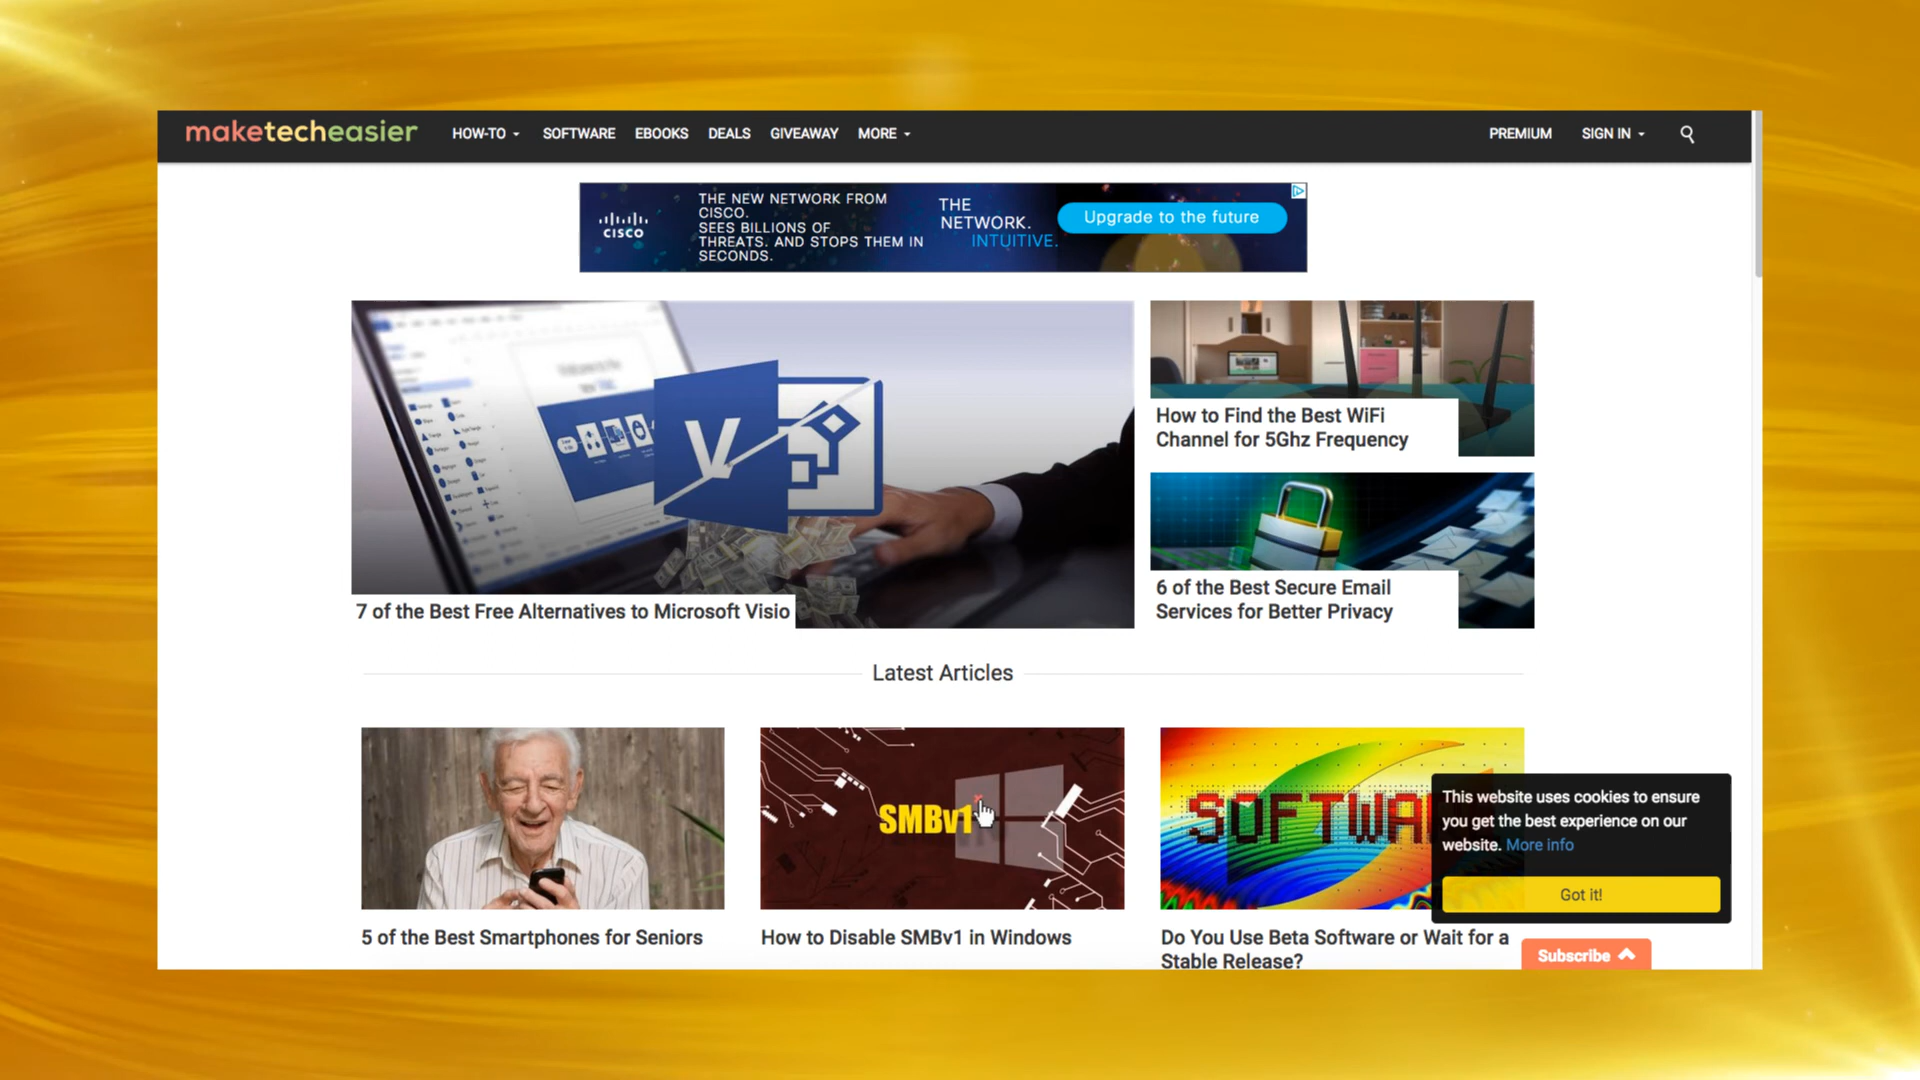 maketecheasier
HOW-TO
SOFTWARE
EBOOKS
DEALS
GIVEAWAY
MORE
PREMIUM
SIGN IN
CISCO
THE NEW NETWORK FROM
CISCO.
SEES BILLIONS OF
THREATS. AND STOPS THEM IN
SECONDS.
THE
NETWORK.
INTUITIVE.
Upgrade to the future
V
7 of the Best Free Alternatives to Microsoft Visio
How to Find the Best WiFi
Channel for 5Ghz Frequency
6 of the Best Secure Email
Services for Better Privacy
Latest Articles
SMBv1
SOFTWA
5 of the Best Smartphones for Seniors
How to Disable SMBv1 in Windows
Do You Use Beta Software or Wait for a
Stable Release?
This website uses cookies to ensure
you get the best experience on our
website. More info
Got it!
Subscribe